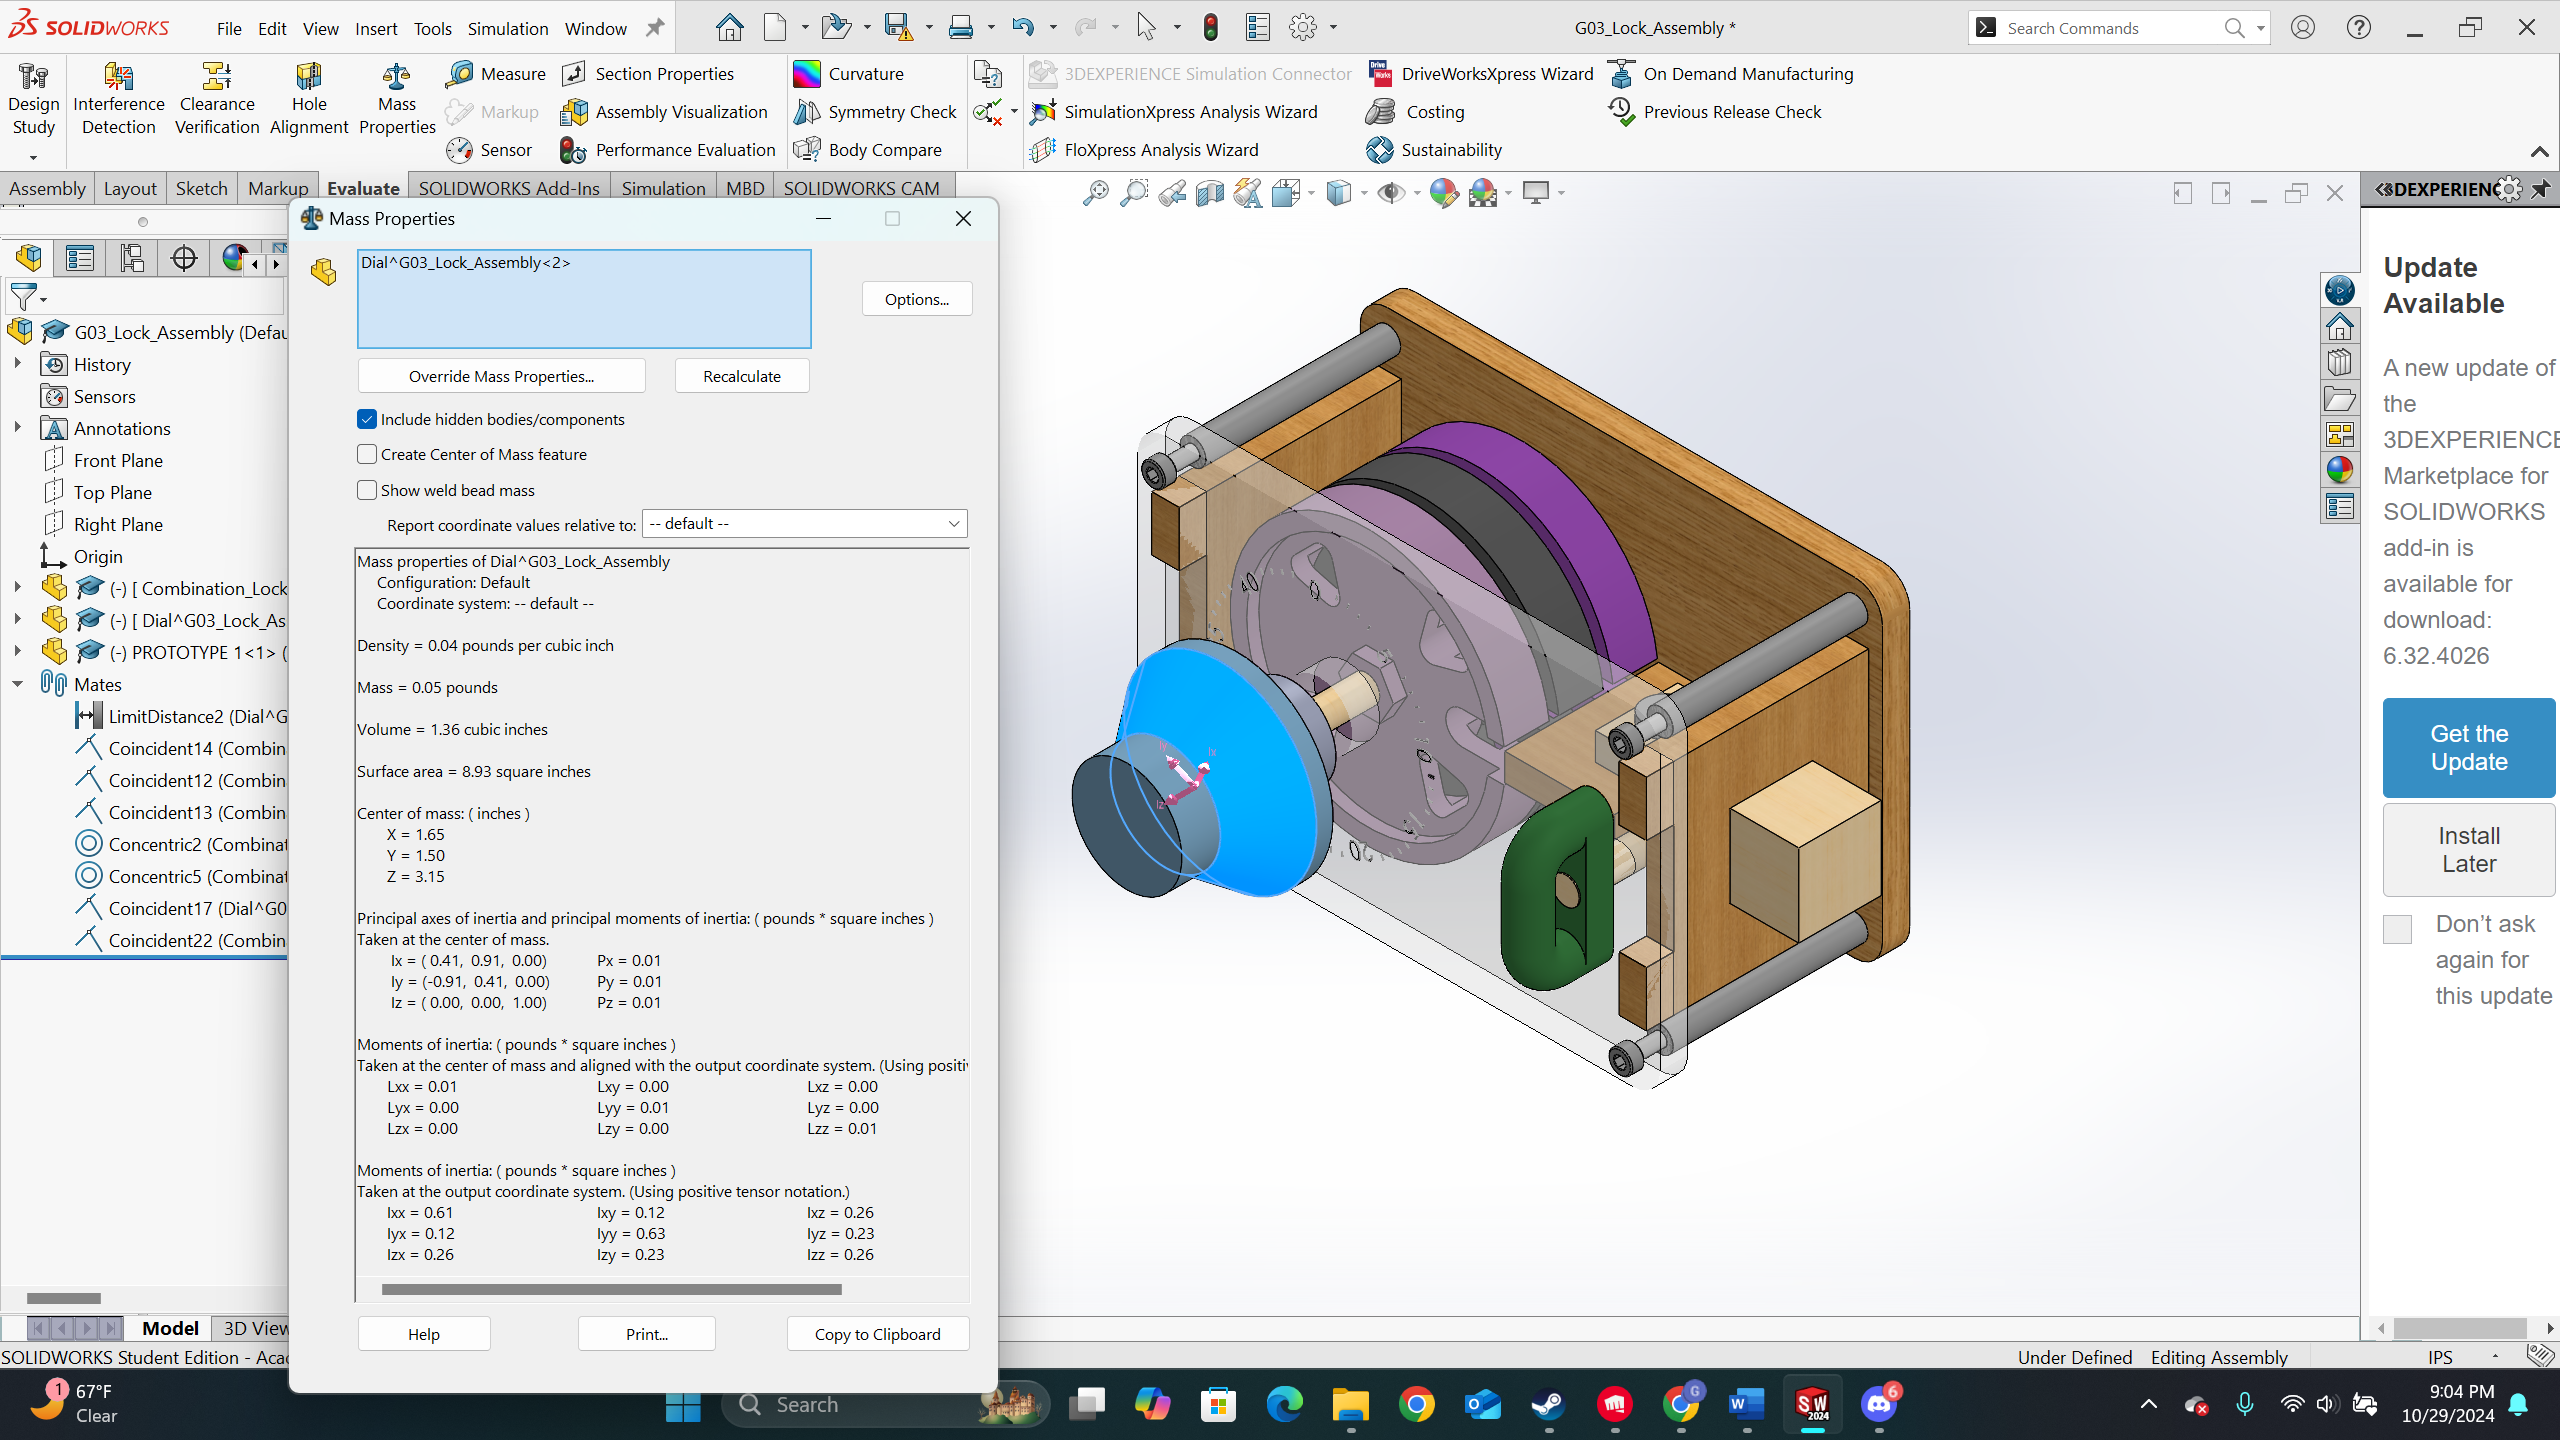 SOLIDWORKS File Edit View Insert Tools Simulation Window
G03_Lock_Assembly *
Search Commands
Design Study
Interference Detection
Clearance Verification
Hole Alignment
Mass Properties
Measure
Markup
Sensor
Section Properties
Assembly Visualization
Performance Evaluation
Curvature
Symmetry Check
Body Compare
3DEXPERIENCE Simulation Connector
SimulationXpress Analysis Wizard
FloXpress Analysis Wizard
DriveWorksXpress Wizard
Costing
Sustainability
On Demand Manufacturing
Previous Release Check
Assembly Layout Sketch Markup Evaluate SOLIDWORKS Add-Ins Simulation MBD SOLIDWORKS CAM
G03_Lock_Assembly (Defau
History
Sensors
Annotations
Front Plane
Top Plane
Right Plane
Origin
(-) [ Combination_Lock
(-) [ Dial^G03_Lock_As
(-) PROTOTYPE 1<1> (
Mates
LimitDistance2 (Dial^G
Coincident14 (Combin
Coincident12 (Combin
Coincident13 (Combin
Concentric2 (Combinat
Concentric5 (Combinat
Coincident17 (Dial^G0
Coincident22 (Combin
Mass Properties
Dial^G03_Lock_Assembly<2>
Options...
Override Mass Properties...
Recalculate
Include hidden bodies/components
Create Center of Mass feature
Show weld bead mass
Report coordinate values relative to: -- default --
Mass properties of Dial^G03_Lock_Assembly
Configuration: Default
Coordinate system: -- default --
Density = 0.04 pounds per cubic inch
Mass = 0.05 pounds
Volume = 1.36 cubic inches
Surface area = 8.93 square inches
Center of mass: ( inches )
X = 1.65
Y = 1.50
Z = 3.15
Principal axes of inertia and principal moments of inertia: ( pounds * square inches )
Taken at the center of mass.
Ix = ( 0.41, 0.91, 0.00) Px = 0.01
Iy = (-0.91, 0.41, 0.00) Py = 0.01
Iz = ( 0.00, 0.00, 1.00) Pz = 0.01
Moments of inertia: ( pounds * square inches )
Taken at the center of mass and aligned with the output coordinate system. (Using positiv
Lxx = 0.01 Lxy = 0.00 Lxz = 0.00
Lyx = 0.00 Lyy = 0.01 Lyz = 0.00
Lzx = 0.00 Lzy = 0.00 Lzz = 0.01
Moments of inertia: ( pounds * square inches )
Taken at the output coordinate system. (Using positive tensor notation.)
Ixx = 0.61 Ixy = 0.12 Ixz = 0.26
Iyx = 0.12 Iyy = 0.63 Iyz = 0.23
Izx = 0.26 Izy = 0.23 Izz = 0.26
Help
Print...
Copy to Clipboard
40
0
20
Iy
Ix
Iz
DEXPERIENC
Update
Available
A new update of
the
3DEXPERIENCE
Marketplace for
SOLIDWORKS
add-in is
available for
download:
6.32.4026
Get the
Update
Install
Later
Don't ask
again for
this update
Model
3D View
SOLIDWORKS Student Edition - Acad
Under Defined
Editing Assembly
IPS
1
67°F
Clear
Search
G
SW
2024
6
9:04 PM
10/29/2024